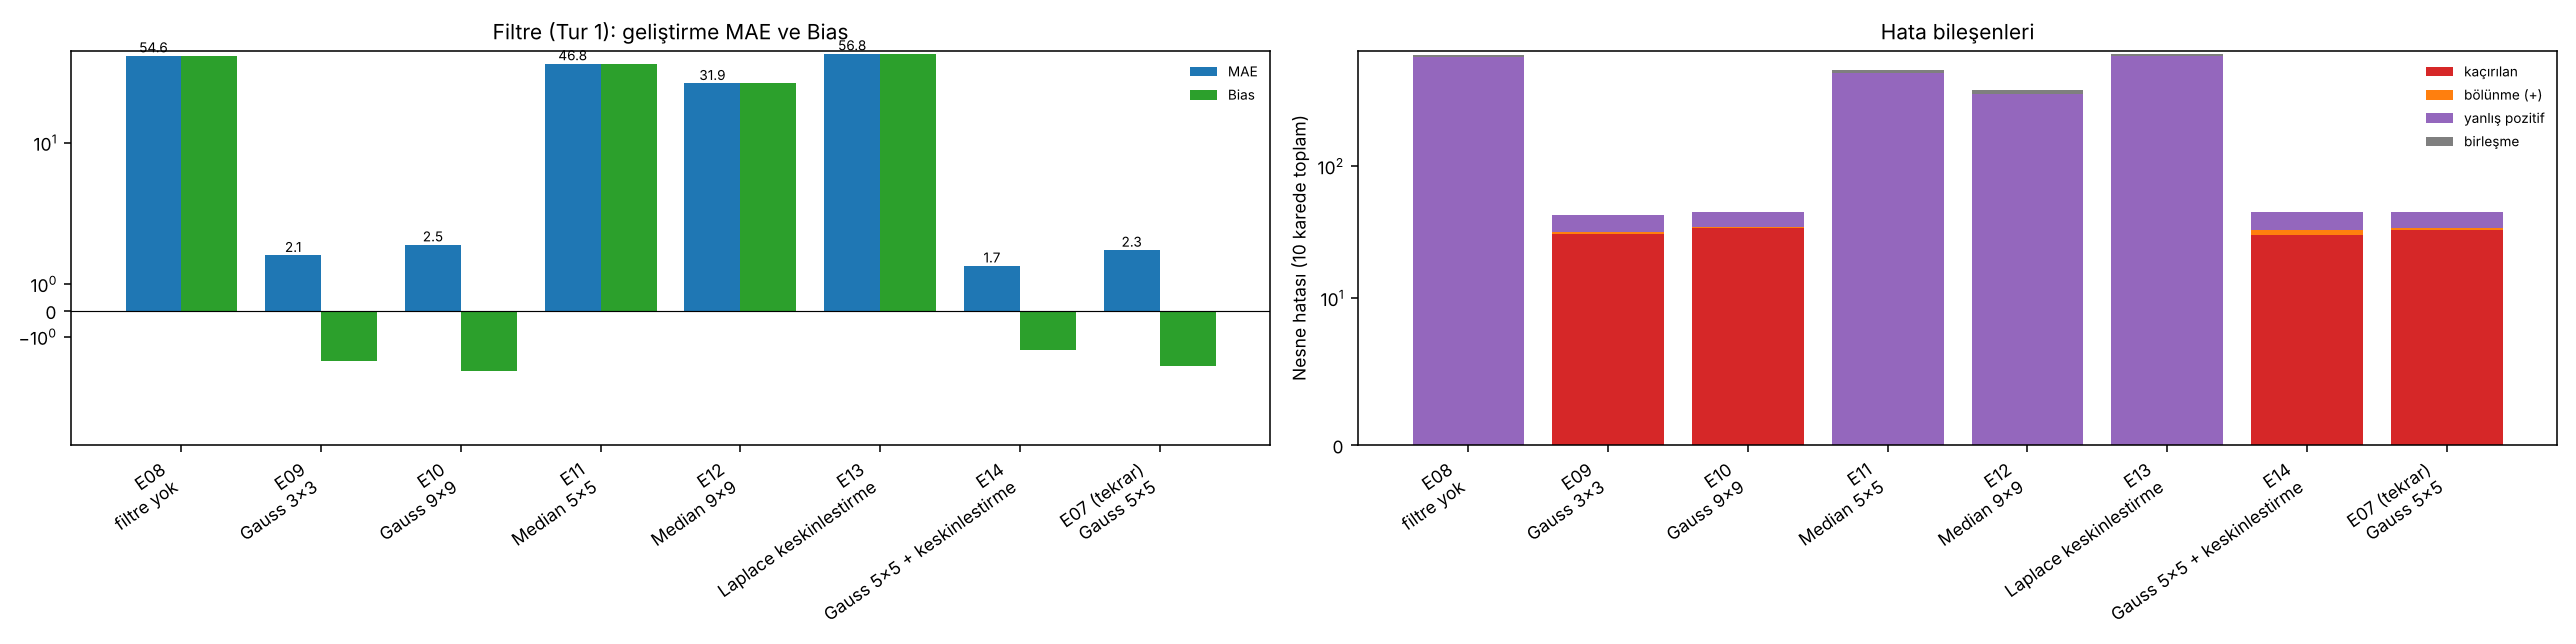 Filtre (Tur 1): geliştirme MAE ve Bias
54.6
2.1
2.5
46.8
31.9
56.8
1.7
2.3
MAE
Bias
10¹
10⁰
0
−10⁰
E08
filtre yok
E09
Gauss 3×3
E10
Gauss 9×9
E11
Median 5×5
E12
Median 9×9
E13
Laplace keskinleştirme
E14
Gauss 5×5 + keskinleştirme
E07 (tekrar)
Gauss 5×5
Hata bileşenleri
Nesne hatası (10 karede toplam)
kaçırılan
bölünme (+)
yanlış pozitif
birleşme
10²
10¹
0
E08
filtre yok
E09
Gauss 3×3
E10
Gauss 9×9
E11
Median 5×5
E12
Median 9×9
E13
Laplace keskinleştirme
E14
Gauss 5×5 + keskinleştirme
E07 (tekrar)
Gauss 5×5